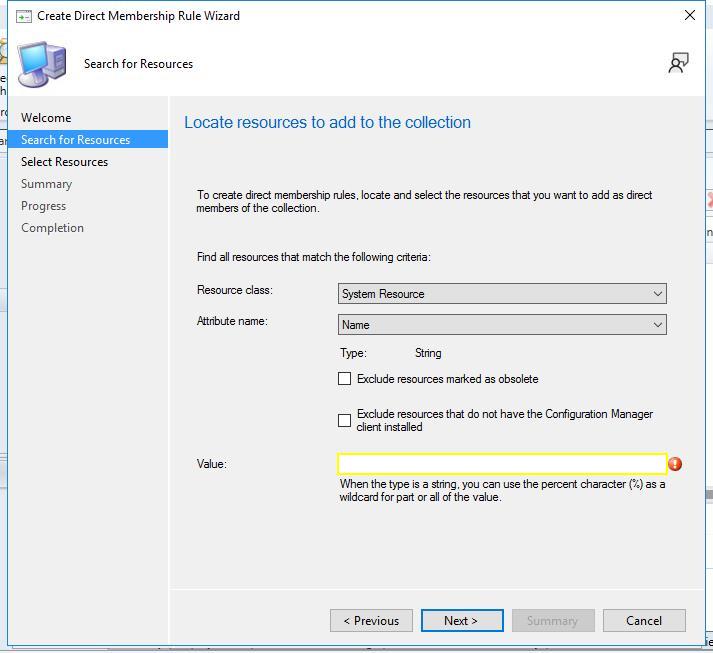 Create Direct Membership Rule Wizard
Search for Resources
Welcome
Search for Resources
Select Resources
Summary
Progress
Completion
Locate resources to add to the collection
To create direct membership rules, locate and select the resources that you want to add as direct
members of the collection.
Find all resources that match the following criteria:
Resource class:
System Resource
Attribute name:
Name
Type:
String
Exclude resources marked as obsolete
Exclude resources that do not have the Configuration Manager
client installed
Value:
When the type is a string, you can use the percent character (%) as a
wildcard for part or all of the value.
< Previous
Next >
Summary
Cancel